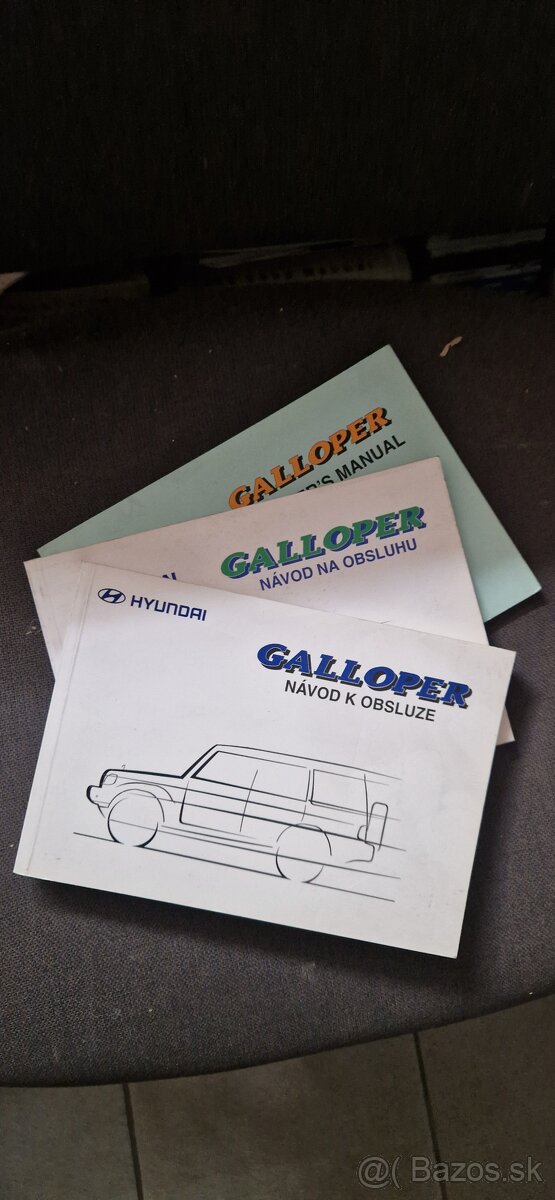 GALLOPER
MANUAL
GALLOPER
NÁVOD NA OBSLUHU
HYUNDAI
GALLOPER
NÁVOD K OBSLUZE
@( Bazos.sk